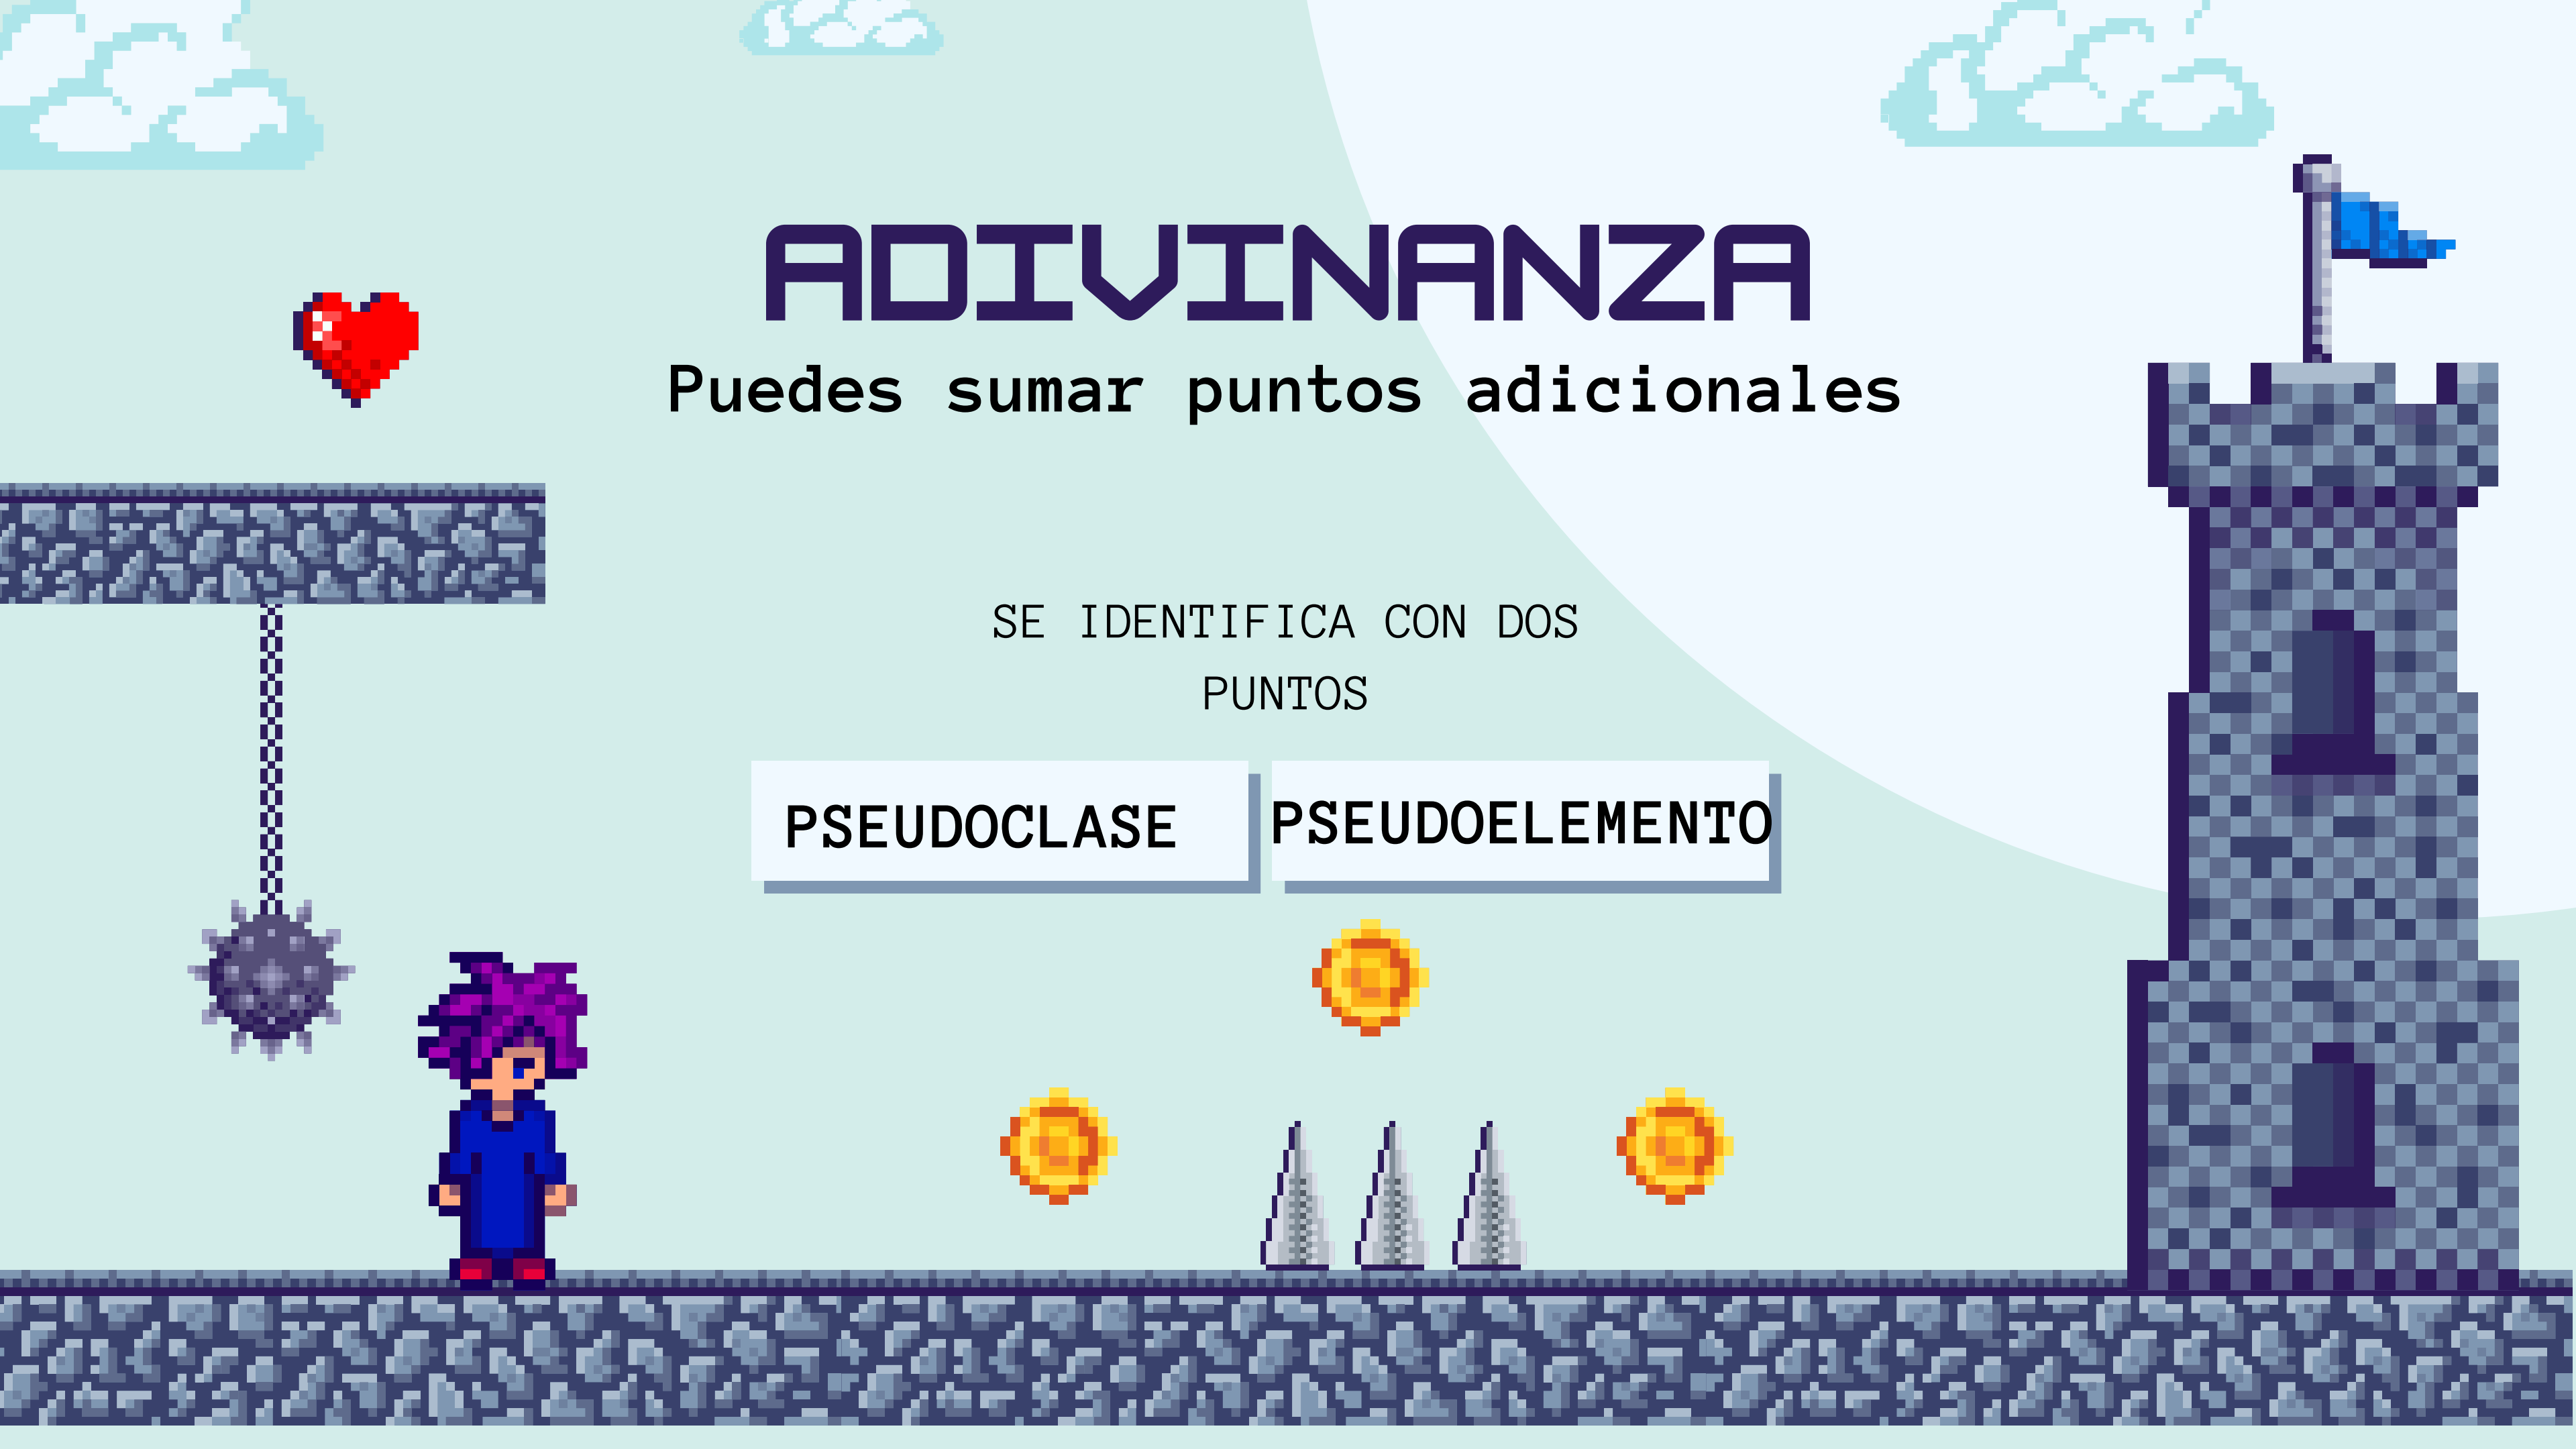 ADIVINANZA
Puedes sumar puntos adicionales
SE IDENTIFICA CON DOS
PUNTOS
PSEUDOCLASE
PSEUDOELEMENTO